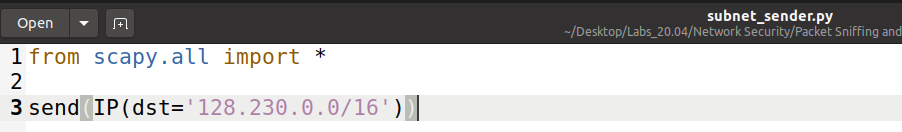 Open
subnet_sender.py
~/Desktop/Labs_20.04/Network Security/Packet Sniffing and
1 from scapy.all import *
2
3 send(IP(dst='128.230.0.0/16'))